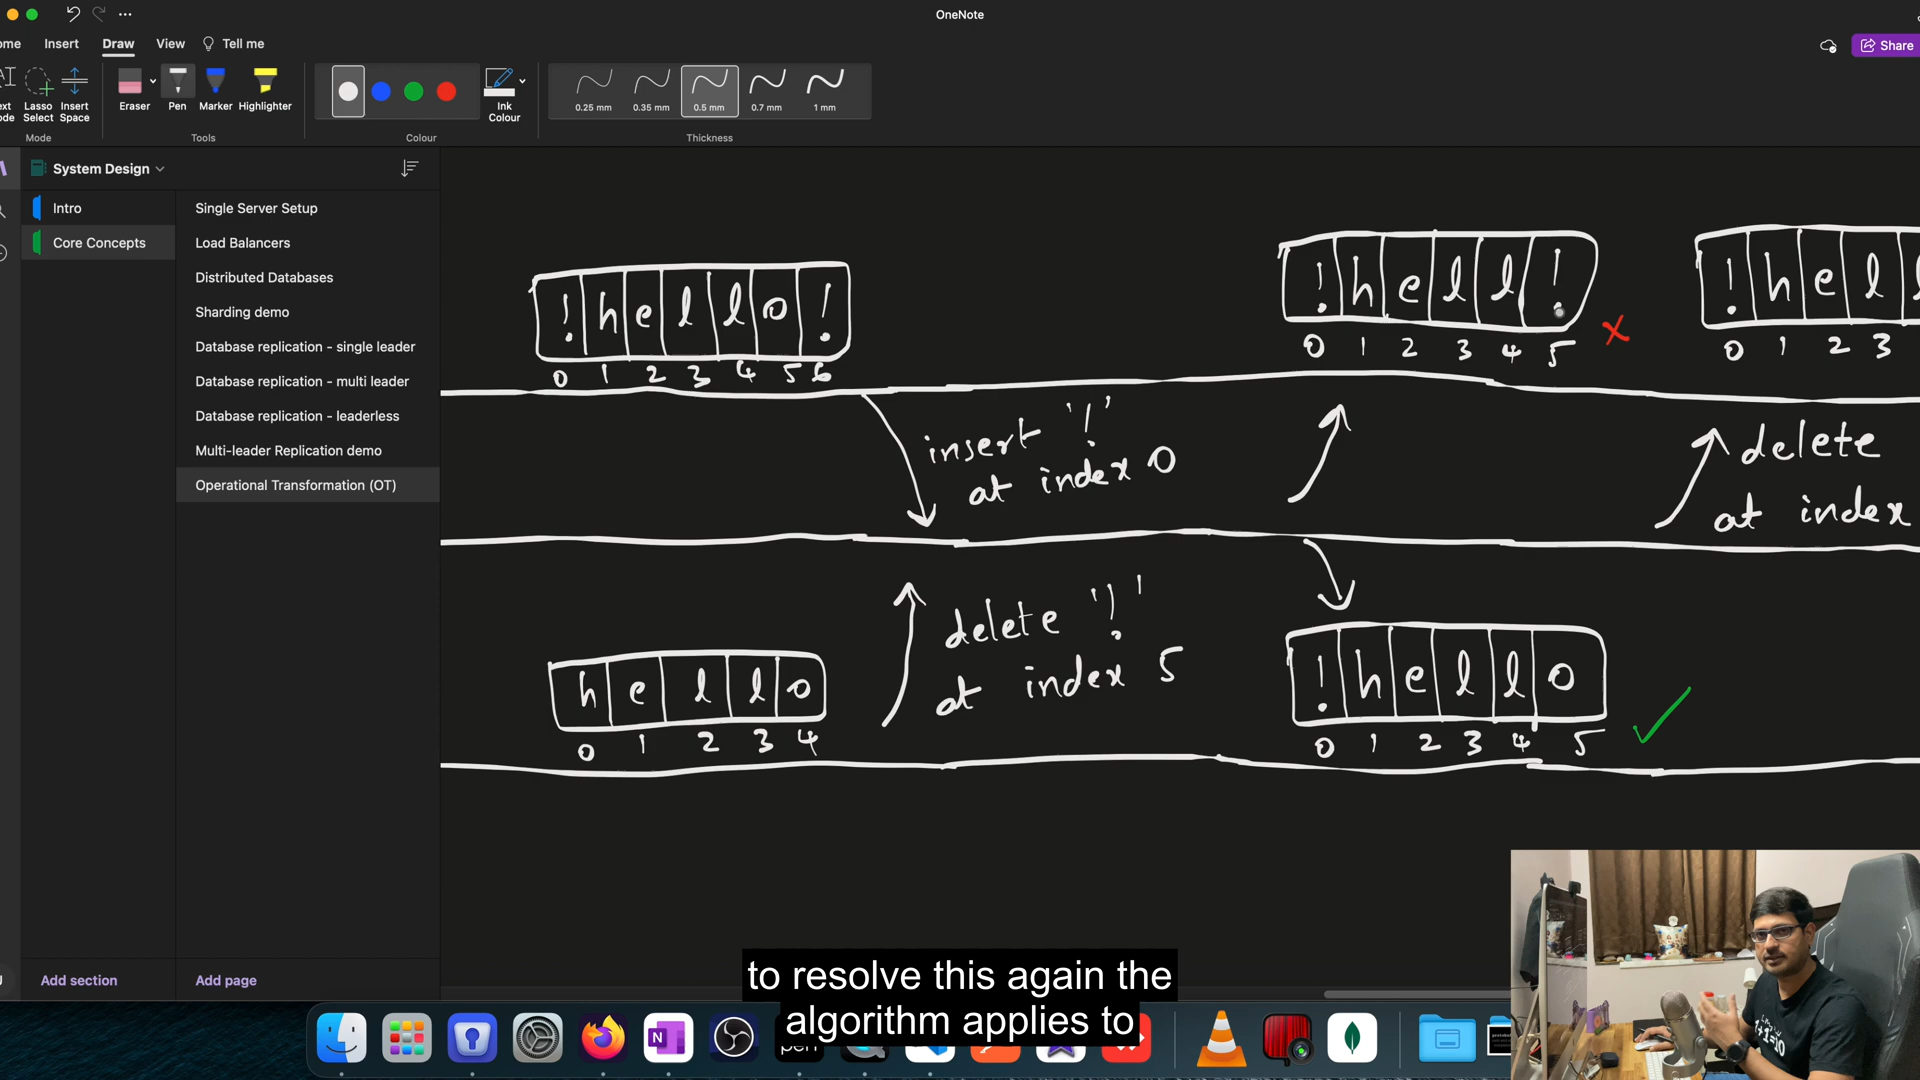 OneNote
ome Insert Draw View Tell me
Share
ext
ode
Lasso
Select
Insert
Space
Eraser
Pen
Marker
Highlighter
Ink
Colour
0.25 mm
0.35 mm
0.5 mm
0.7 mm
1 mm
Mode
Tools
Colour
Thickness
System Design
Intro
Core Concepts
Single Server Setup
Load Balancers
Distributed Databases
Sharding demo
Database replication - single leader
Database replication - multi leader
Database replication - leaderless
Multi-leader Replication demo
Operational Transformation (OT)
Add section
Add page
! h e l l o !
0 1 2 3 4 5 6
! h e l l !
0 1 2 3 4 5
x
! h e l
0 1 2 3
insert '!'
at index 0
delete
at index
delete '!'
at index 5
h e l l o
0 1 2 3 4
! h e l l o
0 1 2 3 4 5
to resolve this again the
algorithm applies to